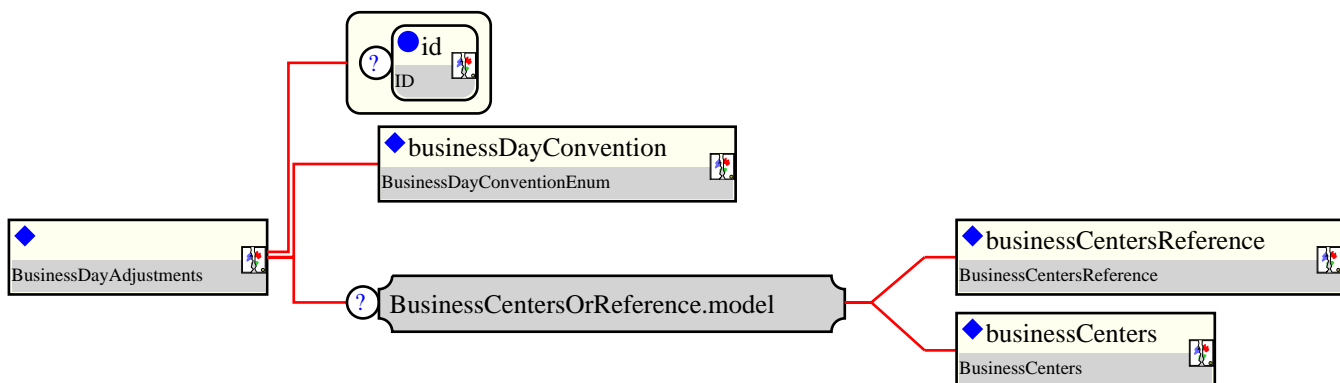 ?
id
ID
businessDayConvention
BusinessDayConventionEnum
BusinessDayAdjustments
?
BusinessCentersOrReference.model
businessCentersReference
BusinessCentersReference
businessCenters
BusinessCenters